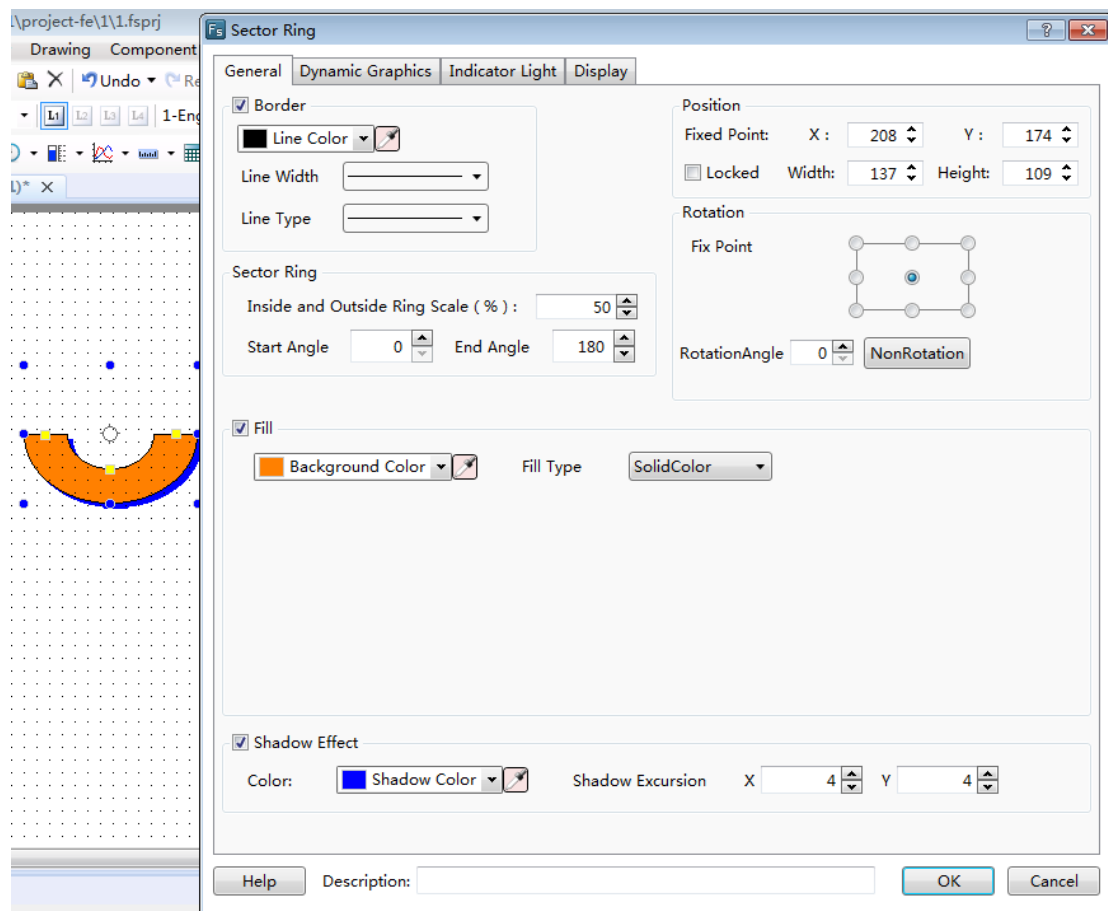 1\project-fe\1\1.fsprj
Drawing Component
Undo Re
L1 L2 L3 L4 1-Eng
1)* X
Fs Sector Ring
General Dynamic Graphics Indicator Light Display
Border
Line Color
Line Width
Line Type
Position
Fixed Point: X : 208 Y : 174
Locked Width: 137 Height: 109
Rotation
Fix Point
RotationAngle 0 NonRotation
Sector Ring
Inside and Outside Ring Scale ( % ) : 50
Start Angle 0 End Angle 180
Fill
Background Color Fill Type SolidColor
Shadow Effect
Color: Shadow Color Shadow Excursion X 4 Y 4
Help Description: OK Cancel